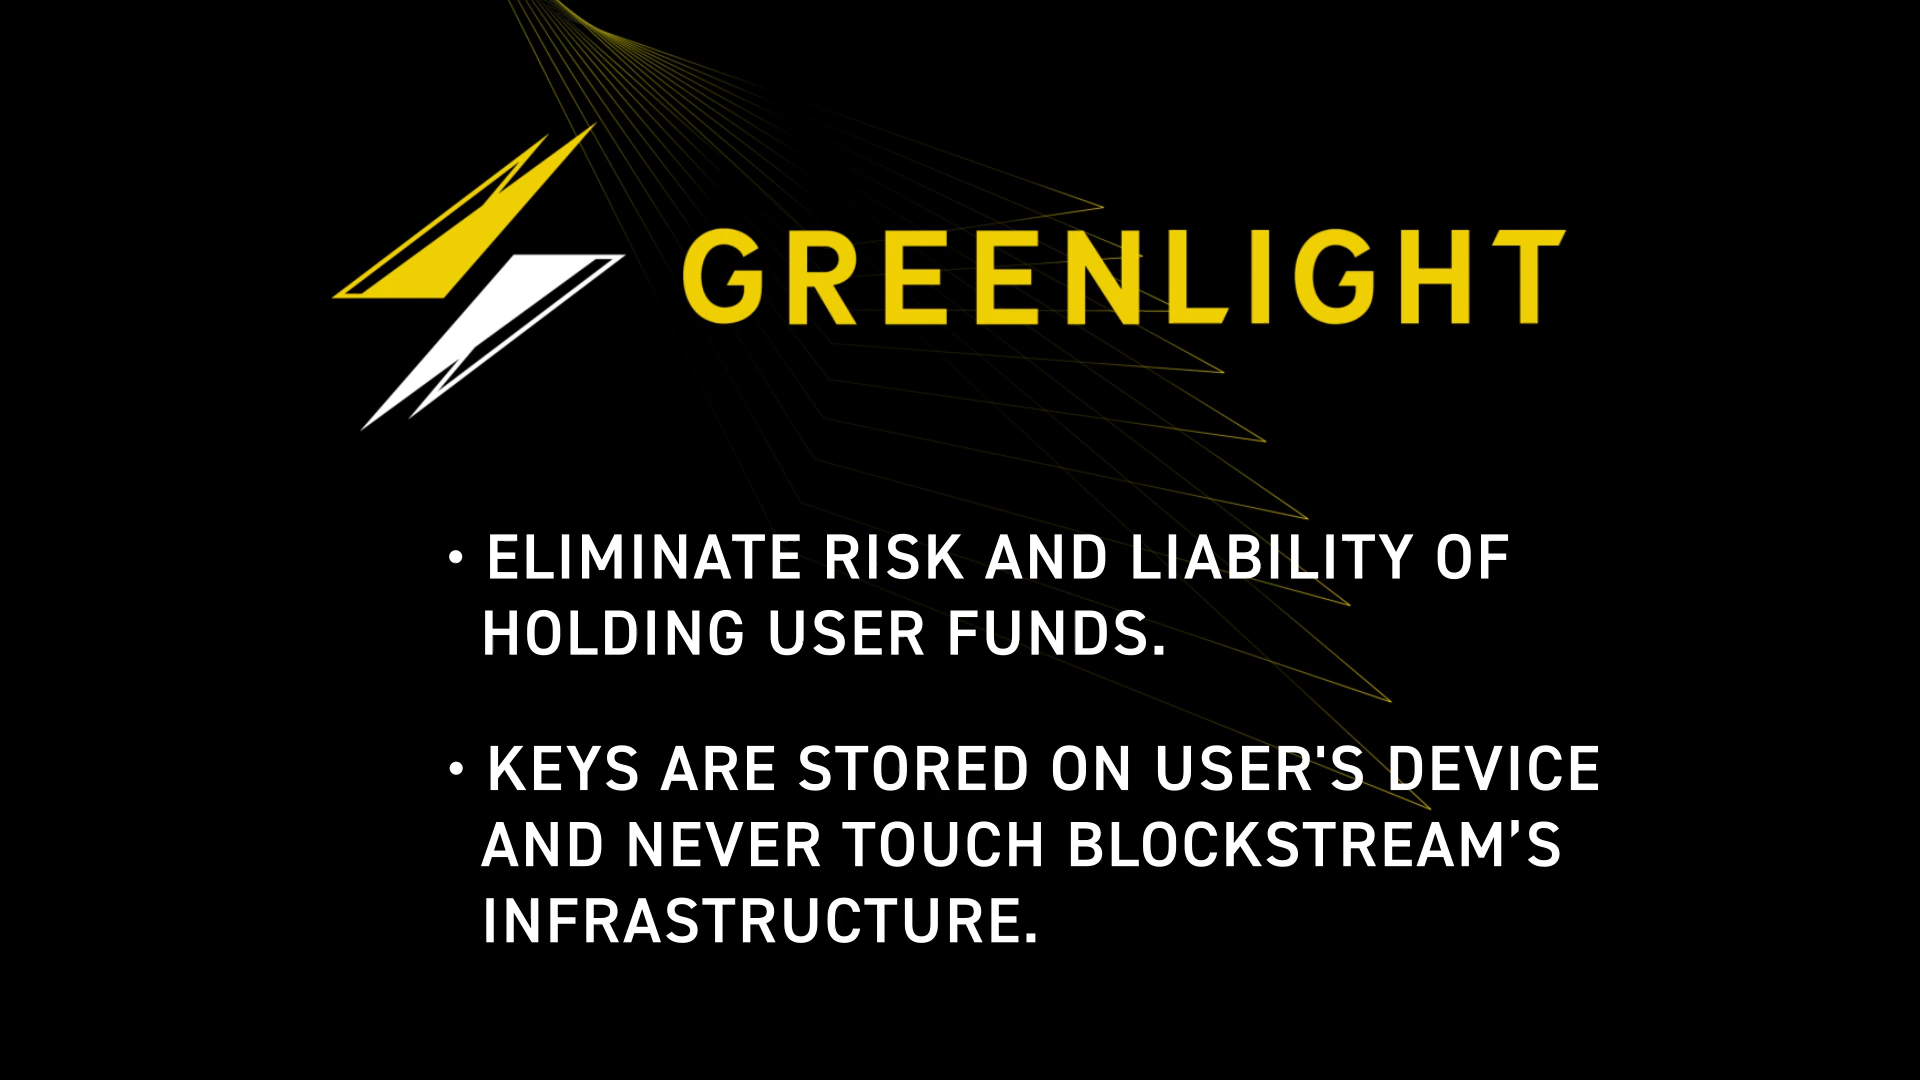 GREENLIGHT
• ELIMINATE RISK AND LIABILITY OF
HOLDING USER FUNDS.
• KEYS ARE STORED ON USER'S DEVICE
AND NEVER TOUCH BLOCKSTREAM’S
INFRASTRUCTURE.